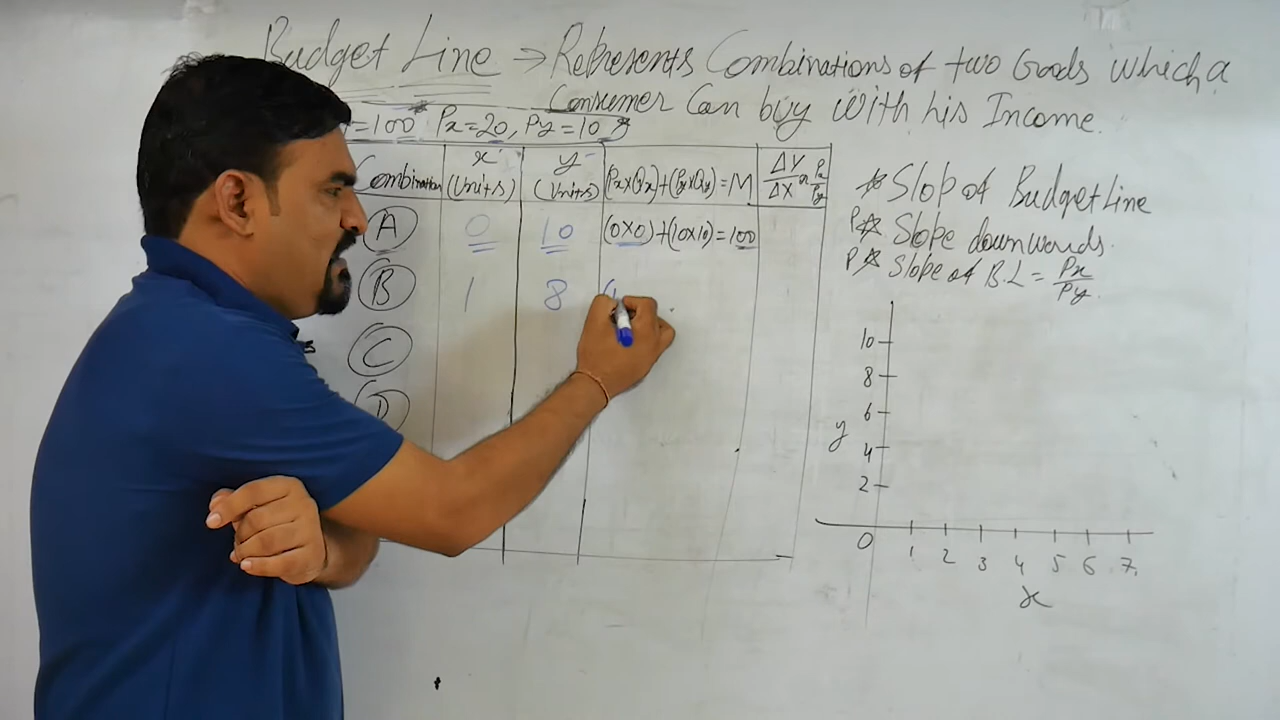 Budget Line → Represents Combinations of two Goods which a
Consumer Can buy With his Income.
=100 Px=20, Py=10
Combination x (Units) y (Units) (Px×Qx)+(Py×Qy)=M ΔY/ΔX or Px/Py
A 0 10 (0×0)+(10×10)=100
B 1 8 (
C
D
* Slop of Budget Line
P* Slope downwards.
P* Slope of B.L = Px/Py
10
8
6
y
4
2
0 1 2 3 4 5 6 7
x